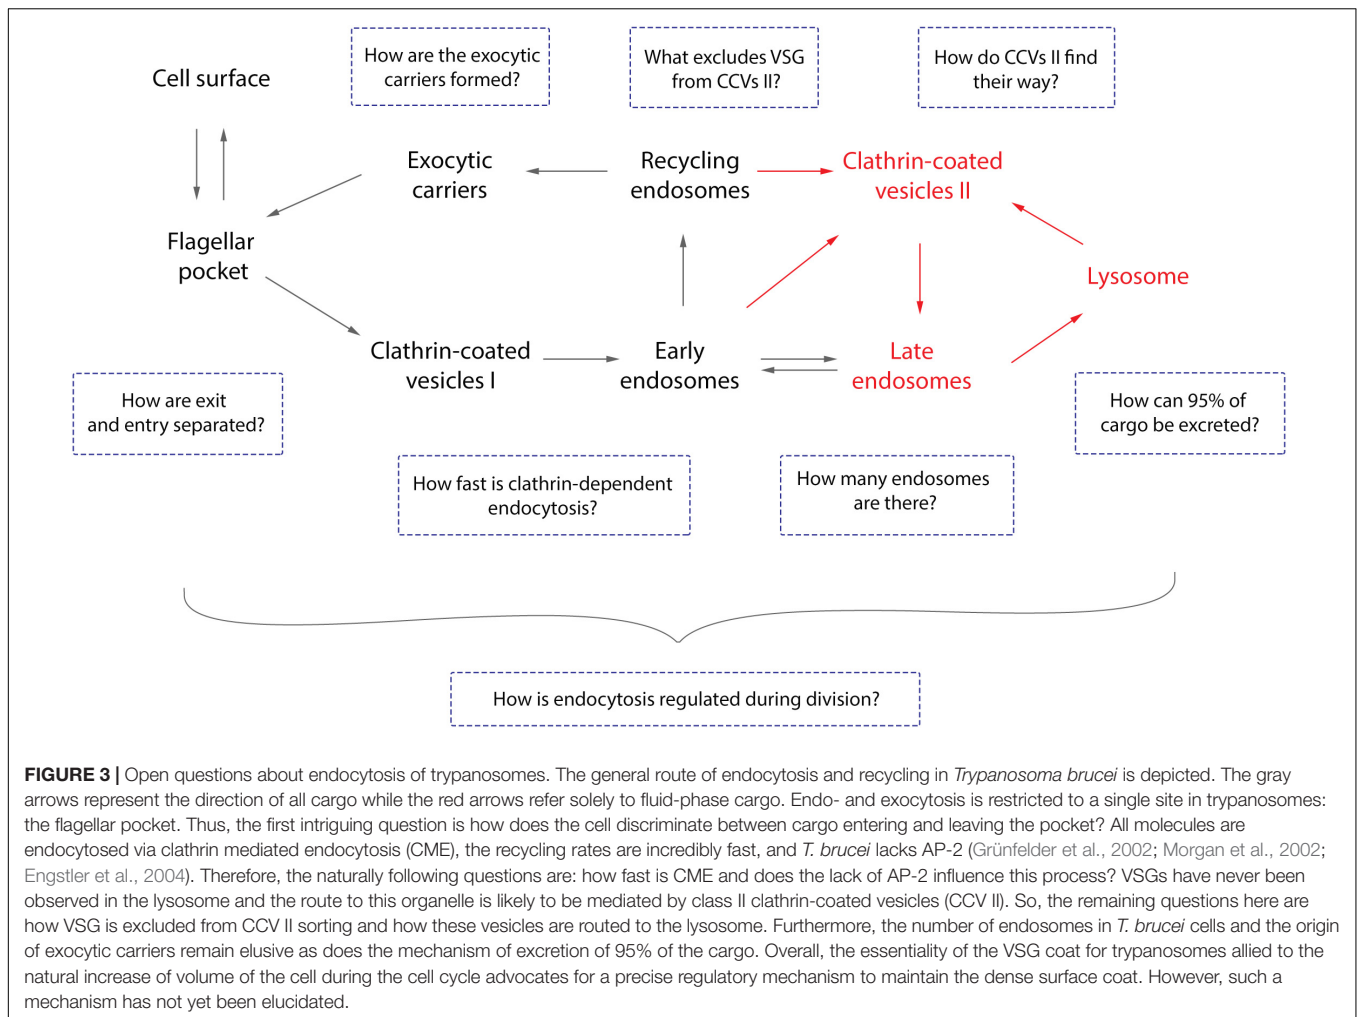 How are the exocytic
carriers formed?
What excludes VSG
from CCVs II?
How do CCVs II find
their way?
Cell surface
Exocytic
carriers
Recycling
endosomes
Clathrin-coated
vesicles II
Flagellar
pocket
Lysosome
Clathrin-coated
vesicles I
Early
endosomes
Late
endosomes
How are exit
and entry separated?
How can 95% of
cargo be excreted?
How fast is clathrin-dependent
endocytosis?
How many endosomes
are there?
How is endocytosis regulated during division?
FIGURE 3 | Open questions about endocytosis of trypanosomes. The general route of endocytosis and recycling in Trypanosoma brucei is depicted. The gray
arrows represent the direction of all cargo while the red arrows refer solely to fluid-phase cargo. Endo- and exocytosis is restricted to a single site in trypanosomes:
the flagellar pocket. Thus, the first intriguing question is how does the cell discriminate between cargo entering and leaving the pocket? All molecules are
endocytosed via clathrin mediated endocytosis (CME), the recycling rates are incredibly fast, and T. brucei lacks AP-2 (Grünfelder et al., 2002; Morgan et al., 2002;
Engstler et al., 2004). Therefore, the naturally following questions are: how fast is CME and does the lack of AP-2 influence this process? VSGs have never been
observed in the lysosome and the route to this organelle is likely to be mediated by class II clathrin-coated vesicles (CCV II). So, the remaining questions here are
how VSG is excluded from CCV II sorting and how these vesicles are routed to the lysosome. Furthermore, the number of endosomes in T. brucei cells and the origin
of exocytic carriers remain elusive as does the mechanism of excretion of 95% of the cargo. Overall, the essentiality of the VSG coat for trypanosomes allied to the
natural increase of volume of the cell during the cell cycle advocates for a precise regulatory mechanism to maintain the dense surface coat. However, such a
mechanism has not yet been elucidated.